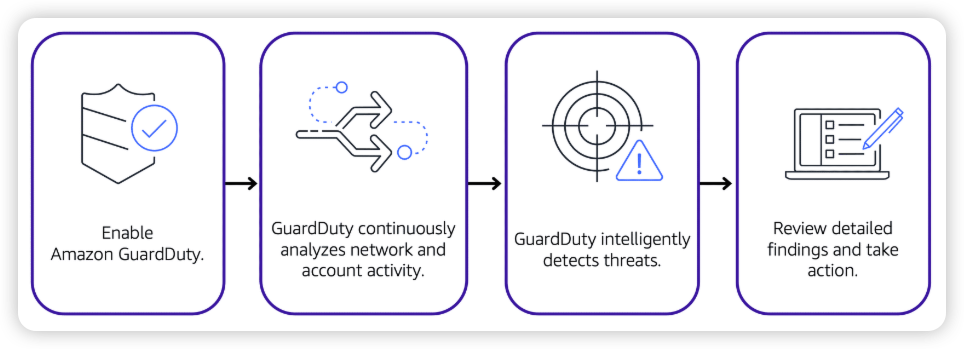 Enable
Amazon GuardDuty.
GuardDuty continuously
analyzes network and
account activity.
GuardDuty intelligently
detects threats.
Review detailed
findings and take
action.